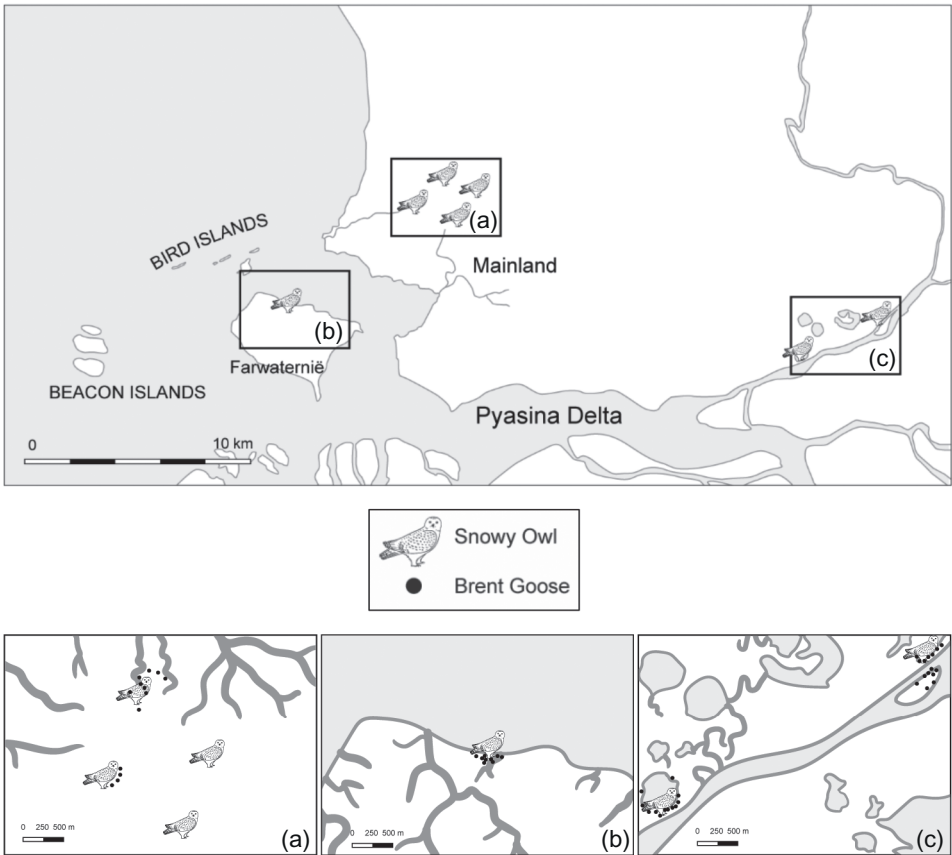 BIRD ISLANDS
(a)
Mainland
(b)
(c)
Farwaternië
BEACON ISLANDS
Pyasina Delta
0 10 km
Snowy Owl
Brent Goose
0 250 500 m
(a)
0 250 500 m
(b)
0 250 500 m
(c)